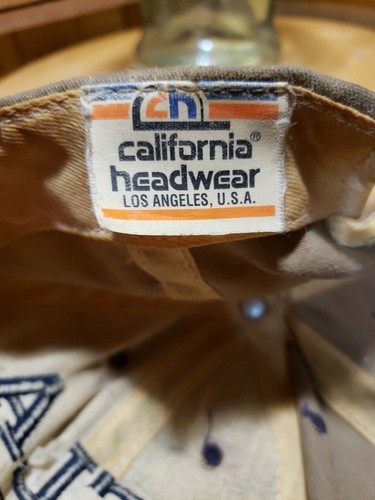 ch
california®
headwear
LOS ANGELES, U.S.A.